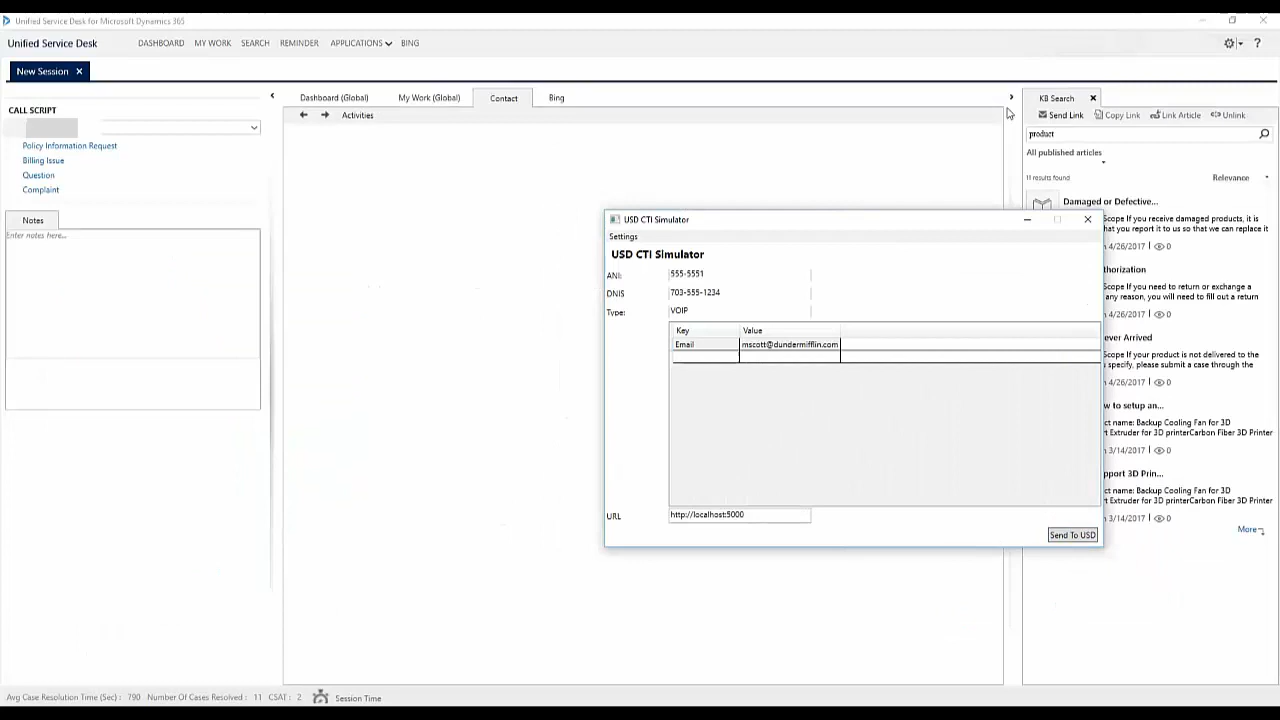 Unified Service Desk for Microsoft Dynamics 365
Unified Service Desk
DASHBOARD MY WORK SEARCH REMINDER APPLICATIONS BING
?
New Session
CALL SCRIPT
Policy Information Request
Billing Issue
Question
Complaint
Notes
Enter notes here...
Dashboard (Global) My Work (Global) Contact Bing
Activities
KB Search
Send Link Copy Link Link Article Unlink
product
All published articles
11 results found Relevance
Damaged or Defective...
Scope If you receive damaged products, it is
that you report it to us so that we can replace it
4/26/2017 | 0
thorization
Scope If you need to return or exchange a
any reason, you will need to fill out a return
4/26/2017 | 0
ever Arrived
Scope If your product is not delivered to the
specify, please submit a case through the
4/26/2017 | 0
w to setup an...
ct name: Backup Cooling Fan for 3D
rt Extruder for 3D printerCarbon Fiber 3D Printer
3/14/2017 | 0
pport 3D Prin...
ct name: Backup Cooling Fan for 3D
rt Extruder for 3D printerCarbon Fiber 3D Printer
3/14/2017 | 0
More
USD CTI Simulator
Settings
USD CTI Simulator
ANI: 555-5551
DNIS 703-555-1234
Type: VOIP
Key Value
Email mscott@dundermifflin.com
URL http://localhost:5000
Send To USD
Avg Case Resolution Time (Sec) : 790 Number Of Cases Resolved : 11 CSAT : 2 Session Time